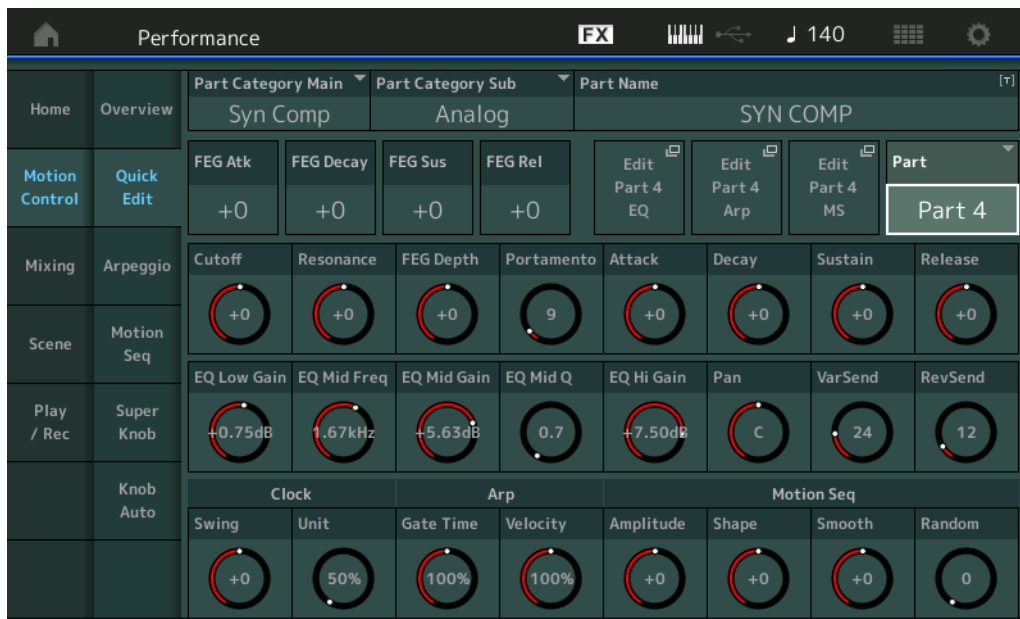 Performance
FX
♩ 140
Home
Motion
Control
Mixing
Scene
Play
/ Rec
Overview
Quick
Edit
Arpeggio
Motion
Seq
Super
Knob
Knob
Auto
Part Category Main
Part Category Sub
Part Name
[T]
Syn Comp
Analog
SYN COMP
FEG Atk
FEG Decay
FEG Sus
FEG Rel
+0
+0
+0
+0
Edit
Part 4
EQ
Edit
Part 4
Arp
Edit
Part 4
MS
Part
Part 4
Cutoff
Resonance
FEG Depth
Portamento
Attack
Decay
Sustain
Release
+0
+0
+0
9
+0
+0
+0
+0
EQ Low Gain
EQ Mid Freq
EQ Mid Gain
EQ Mid Q
EQ Hi Gain
Pan
VarSend
RevSend
+0.75dB
1.67kHz
+5.63dB
0.7
+7.50dB
C
24
12
Clock
Arp
Motion Seq
Swing
Unit
Gate Time
Velocity
Amplitude
Shape
Smooth
Random
+0
50%
100%
100%
+0
+0
+0
0